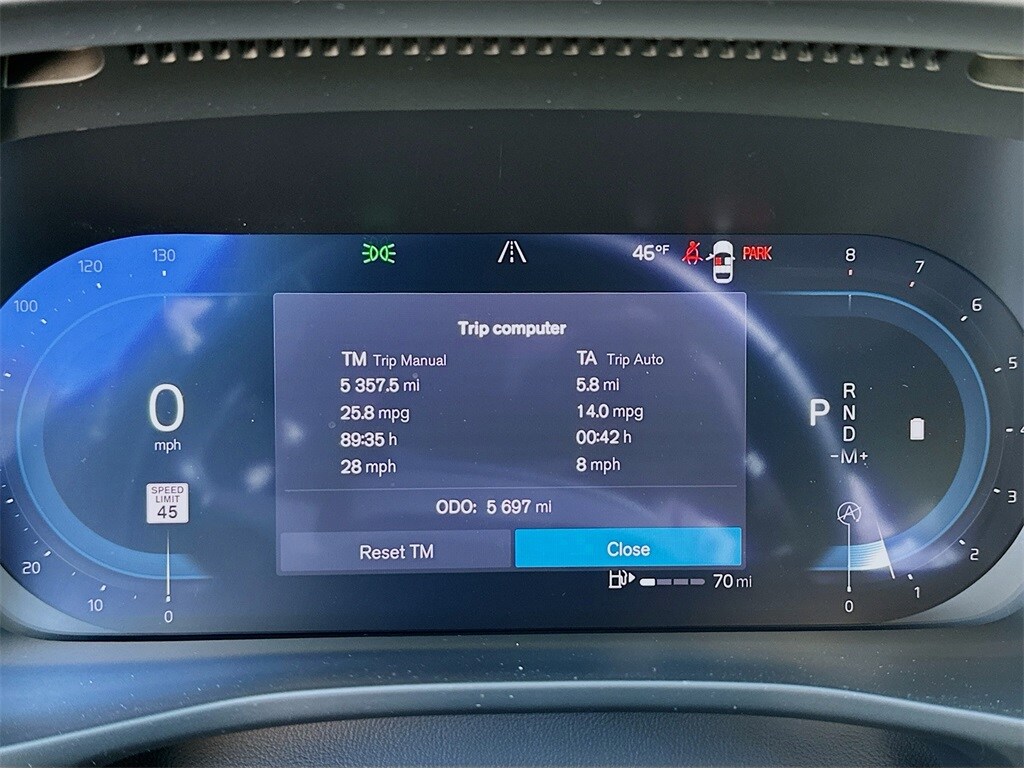 46°F PARK
130
120
100
20
10
0
0
mph
SPEED
LIMIT
45
Trip computer
TM Trip Manual
5 357.5 mi
25.8 mpg
89:35 h
28 mph
TA Trip Auto
5.8 mi
14.0 mpg
00:42 h
8 mph
ODO: 5 697 mi
Reset TM
Close
70 mi
P
R
N
D
-M+
A
8
7
6
5
4
3
2
1
0